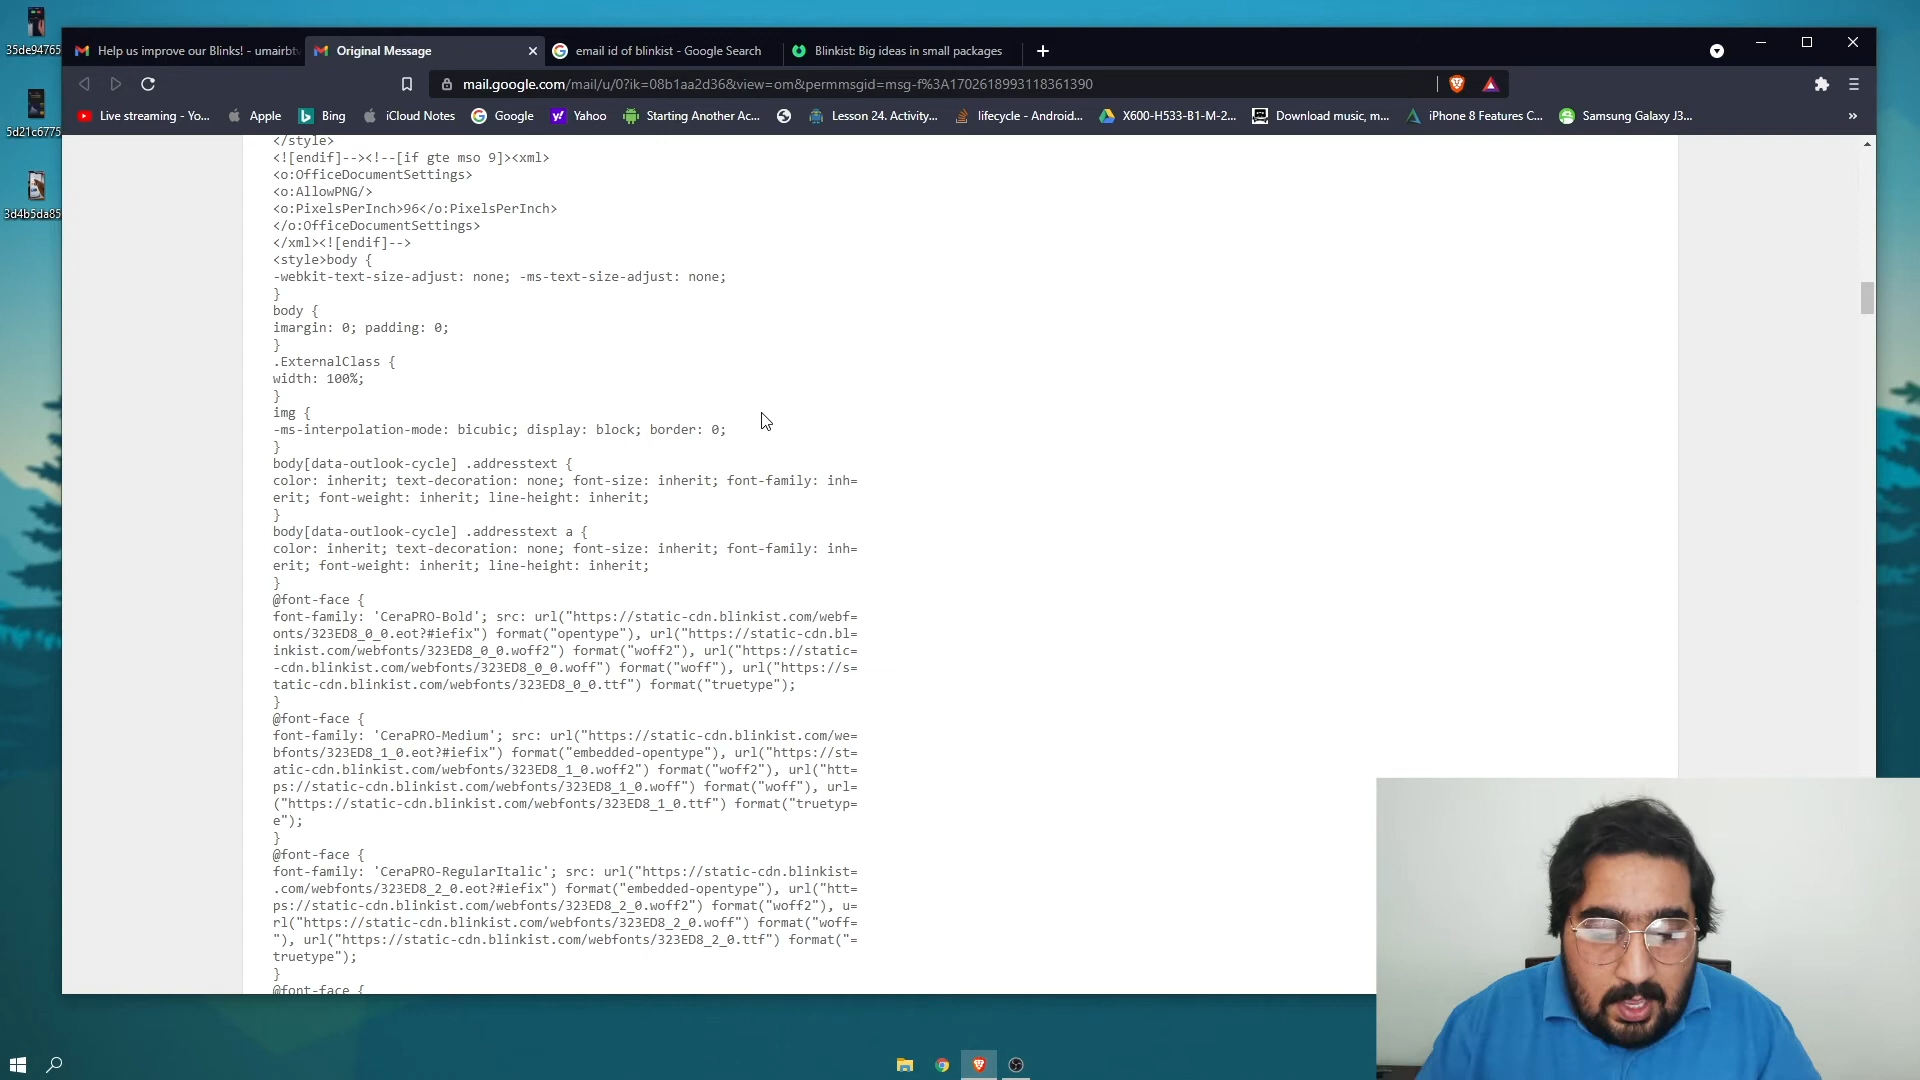 35de94765
5d21c6775
3d4b5da85
Help us improve our Blinks! - umairbtv
Original Message
email id of blinkist - Google Search
Blinkist: Big ideas in small packages
mail.google.com/mail/u/0?ik=08b1aa2d36&view=om&permmsgid=msg-f%3A1702618993118361390
Live streaming - Yo...
Apple
Bing
iCloud Notes
Google
Yahoo
Starting Another Ac...
Lesson 24. Activity...
lifecycle - Android...
X600-H533-B1-M-2...
Download music, m...
iPhone 8 Features C...
Samsung Galaxy J3...
»
</style>
<![endif]--><!--[if gte mso 9]><xml>
<o:OfficeDocumentSettings>
<o:AllowPNG/>
<o:PixelsPerInch>96</o:PixelsPerInch>
</o:OfficeDocumentSettings>
</xml><![endif]-->
<style>body {
-webkit-text-size-adjust: none; -ms-text-size-adjust: none;
}
body {
imargin: 0; padding: 0;
}
.ExternalClass {
width: 100%;
}
img {
-ms-interpolation-mode: bicubic; display: block; border: 0;
}
body[data-outlook-cycle] .addresstext {
color: inherit; text-decoration: none; font-size: inherit; font-family: inh=
erit; font-weight: inherit; line-height: inherit;
}
body[data-outlook-cycle] .addresstext a {
color: inherit; text-decoration: none; font-size: inherit; font-family: inh=
erit; font-weight: inherit; line-height: inherit;
}
@font-face {
font-family: 'CeraPRO-Bold'; src: url("https://static-cdn.blinkist.com/webf=
onts/323ED8_0_0.eot?#iefix") format("opentype"), url("https://static-cdn.bl=
inkist.com/webfonts/323ED8_0_0.woff2") format("woff2"), url("https://static=
-cdn.blinkist.com/webfonts/323ED8_0_0.woff") format("woff"), url("https://s=
tatic-cdn.blinkist.com/webfonts/323ED8_0_0.ttf") format("truetype");
}
@font-face {
font-family: 'CeraPRO-Medium'; src: url("https://static-cdn.blinkist.com/we=
bfonts/323ED8_1_0.eot?#iefix") format("embedded-opentype"), url("https://st=
atic-cdn.blinkist.com/webfonts/323ED8_1_0.woff2") format("woff2"), url("htt=
ps://static-cdn.blinkist.com/webfonts/323ED8_1_0.woff") format("woff"), url=
("https://static-cdn.blinkist.com/webfonts/323ED8_1_0.ttf") format("truetyp=
e");
}
@font-face {
font-family: 'CeraPRO-RegularItalic'; src: url("https://static-cdn.blinkist=
.com/webfonts/323ED8_2_0.eot?#iefix") format("embedded-opentype"), url("htt=
ps://static-cdn.blinkist.com/webfonts/323ED8_2_0.woff2") format("woff2"), u=
rl("https://static-cdn.blinkist.com/webfonts/323ED8_2_0.woff") format("woff=
"), url("https://static-cdn.blinkist.com/webfonts/323ED8_2_0.ttf") format("=
truetype");
}
@font-face {